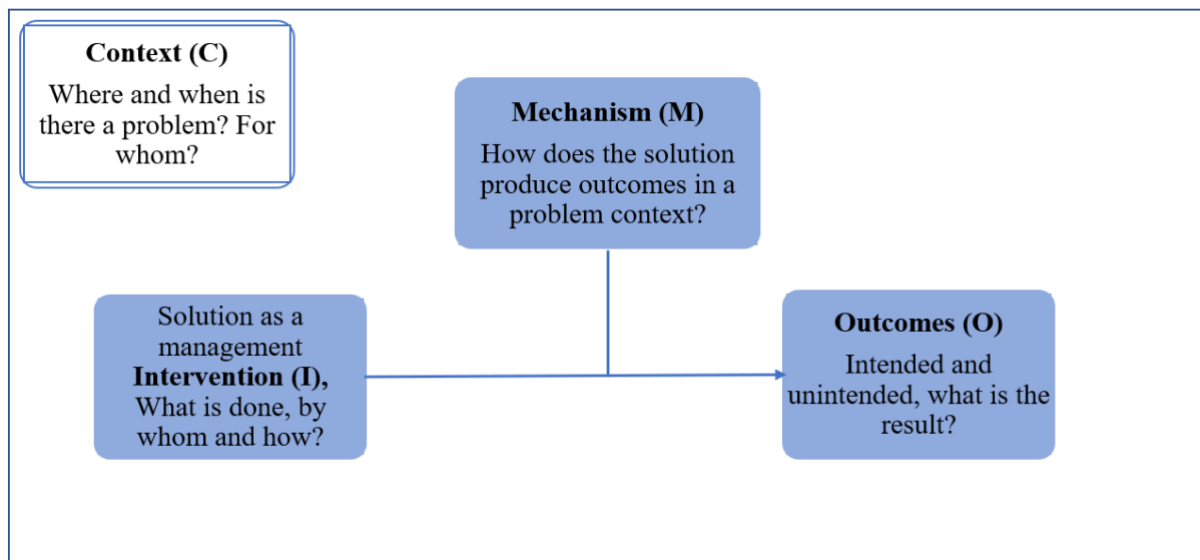 Context (C)
Where and when is
there a problem? For
whom?
Mechanism (M)
How does the solution
produce outcomes in a
problem context?
Solution as a
management
Intervention (I),
What is done, by
whom and how?
Outcomes (O)
Intended and
unintended, what is the
result?